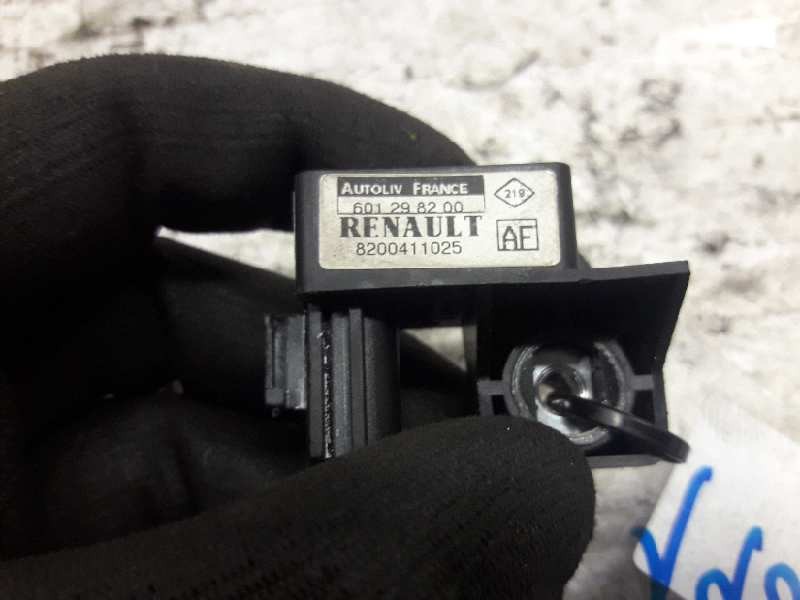 AUTOLIV FRANCE
601 29 82 00
RENAULT
8200411025
218
AF